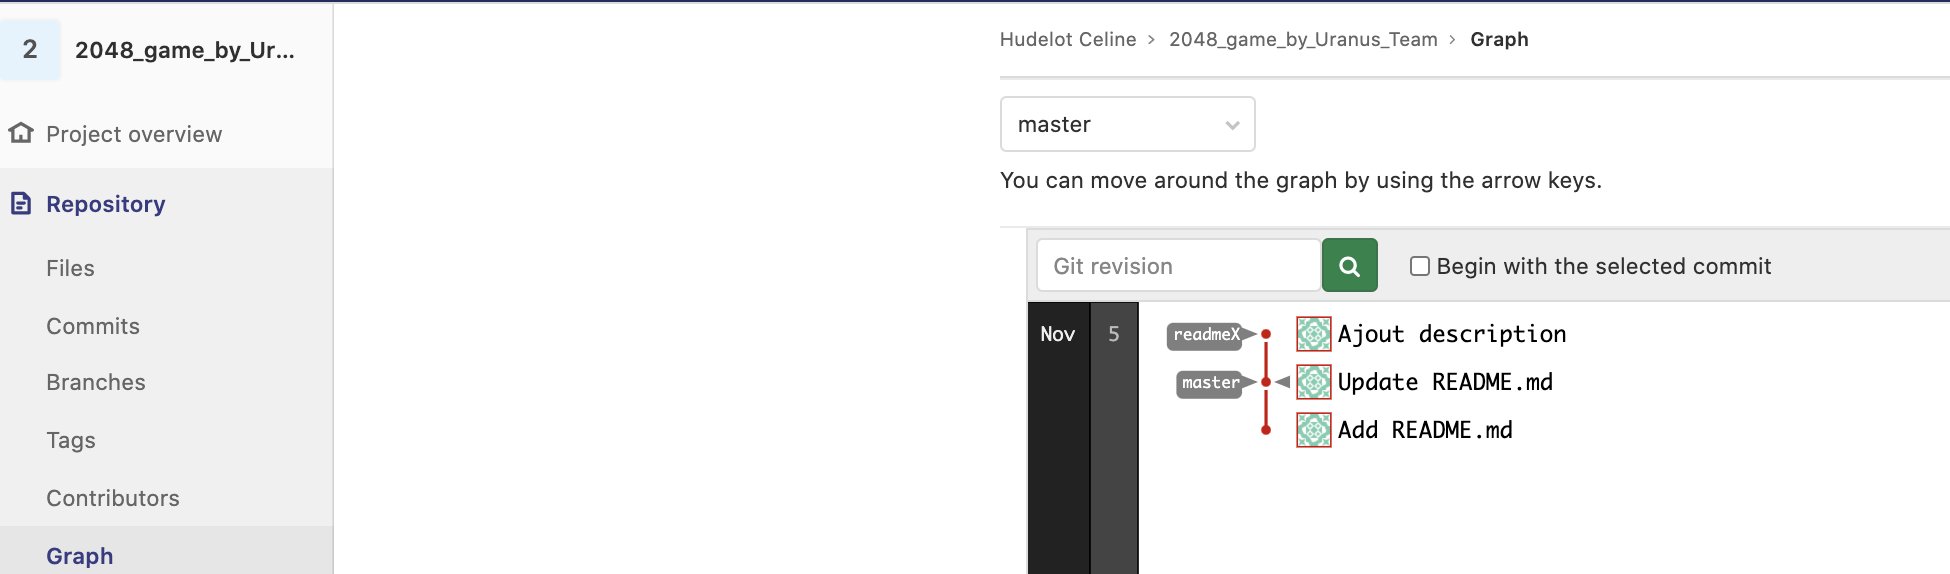 2
2048_game_by_Ur...
Project overview
Repository
Files
Commits
Branches
Tags
Contributors
Graph
Hudelot Celine > 2048_game_by_Uranus_Team > Graph
master
You can move around the graph by using the arrow keys.
Git revision
Begin with the selected commit
Nov 5
readmeX Ajout description
master Update README.md
Add README.md